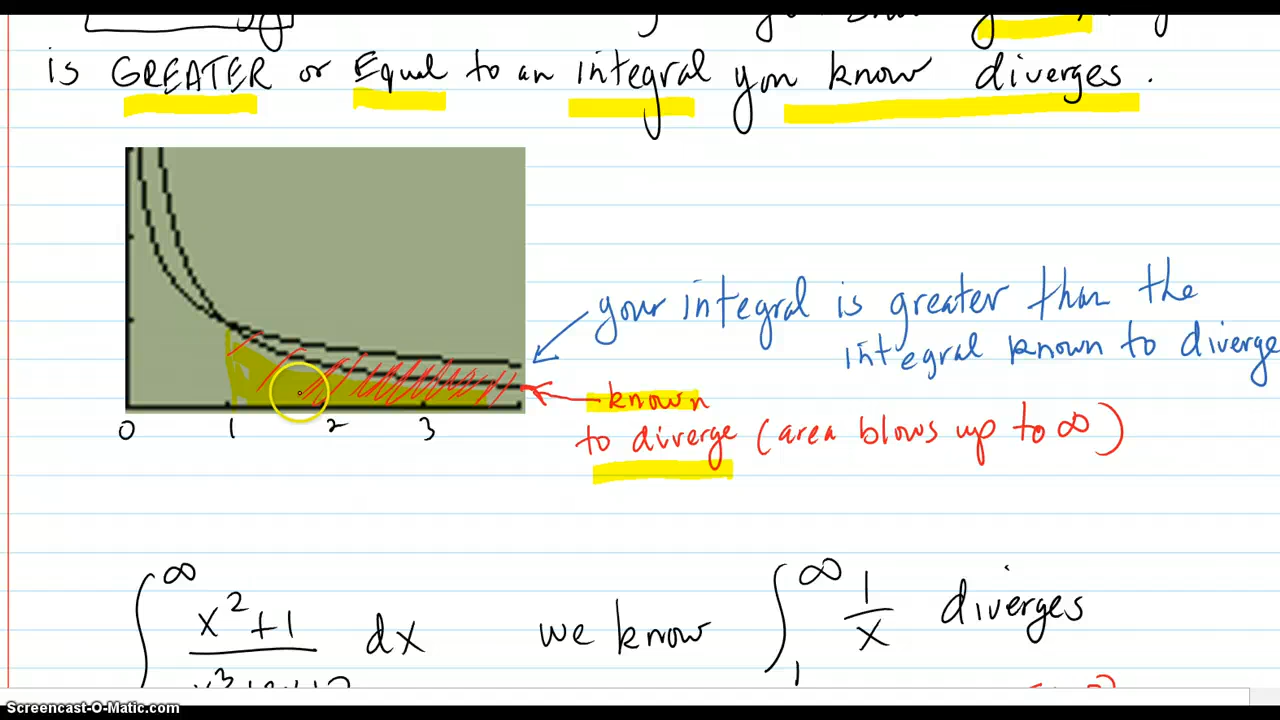 is GREATER or Equal to an integral you know diverges.
your integral is greater than the
integral known to diverge
known
to diverge (area blows up to ∞)
0 1 2 3
∫ ∞ x² + 1 dx we know ∫ ∞ 1 1/x diverges
Screencast-O-Matic.com